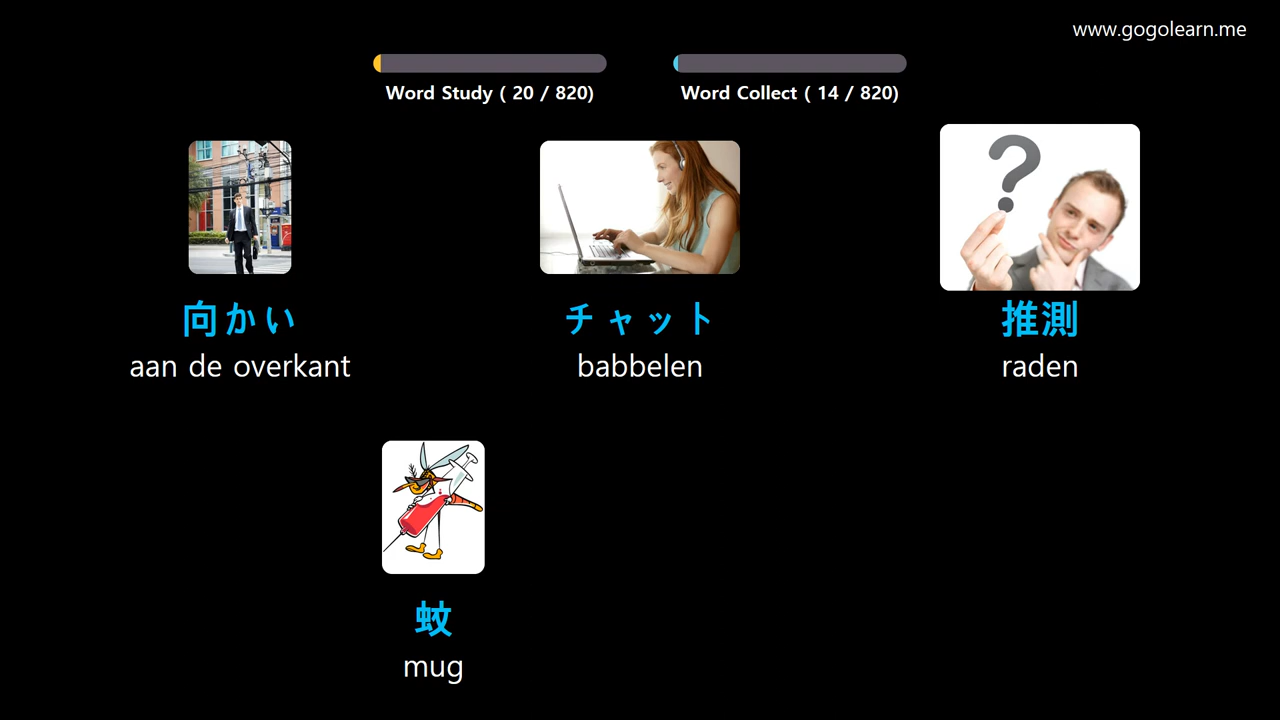 www.gogolearn.me
Word Study ( 20 / 820)
Word Collect ( 14 / 820)
向かい
aan de overkant
チャット
babbelen
推測
raden
蚊
mug